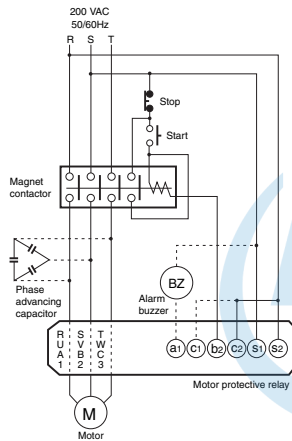 200 VAC
50/60Hz
R S T
Stop
Start
Magnet
contactor
BZ
Phase
advancing
capacitor
Alarm
buzzer
R S T
U V W
A B C
1 2 3
a1 c1 b2 c2 s1 s2
Motor protective relay
M
Motor